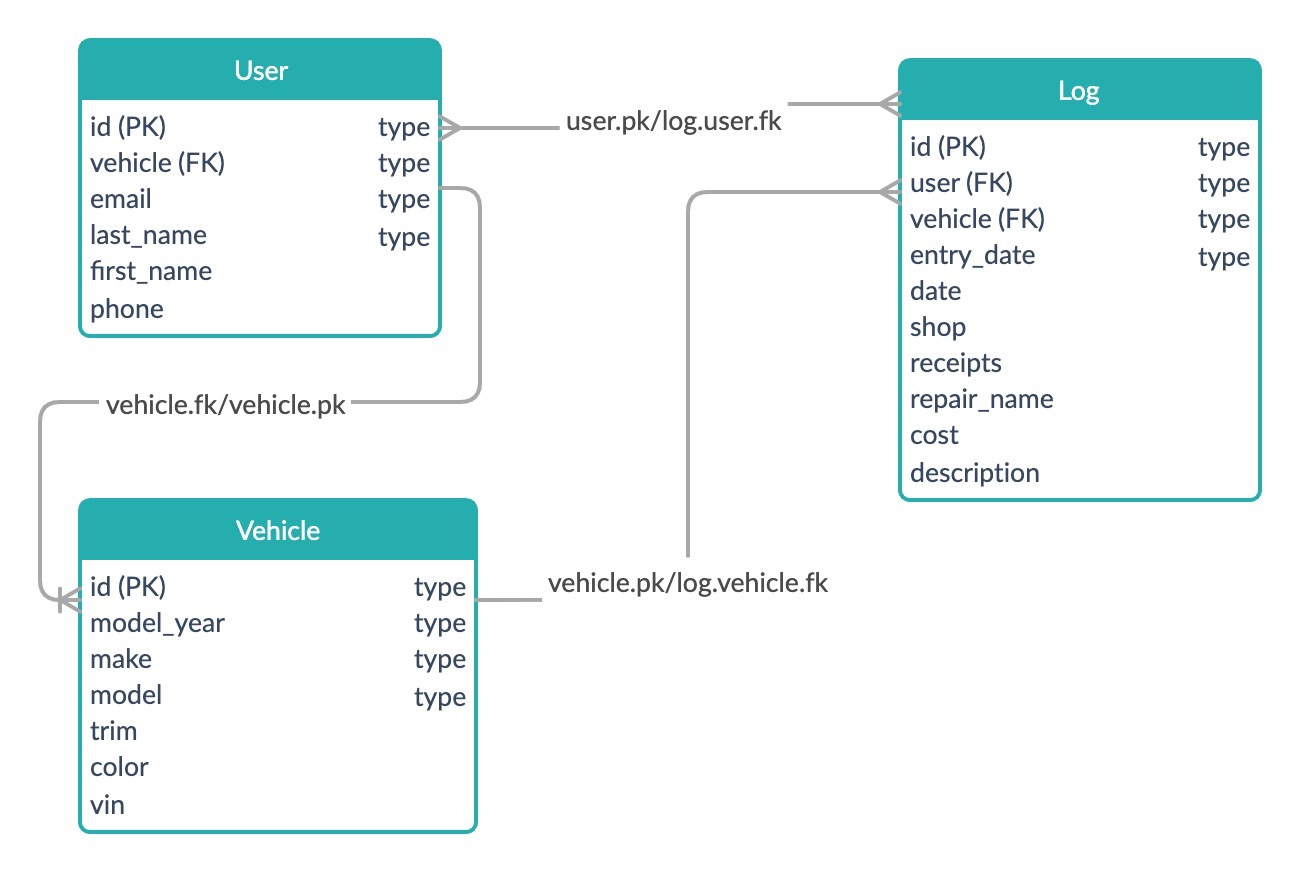 User
id (PK) type
vehicle (FK) type
email type
last_name type
first_name
phone
user.pk/log.user.fk
Log
id (PK) type
user (FK) type
vehicle (FK) type
entry_date type
date
shop
receipts
repair_name
cost
description
vehicle.fk/vehicle.pk
Vehicle
id (PK) type
model_year type
make type
model type
trim
color
vin
vehicle.pk/log.vehicle.fk